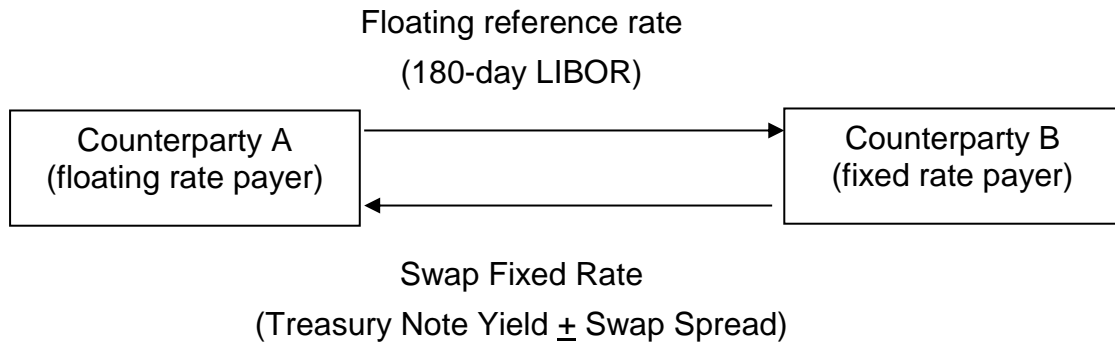 Floating reference rate
(180-day LIBOR)
Counterparty A
(floating rate payer)
Counterparty B
(fixed rate payer)
Swap Fixed Rate
(Treasury Note Yield ± Swap Spread)